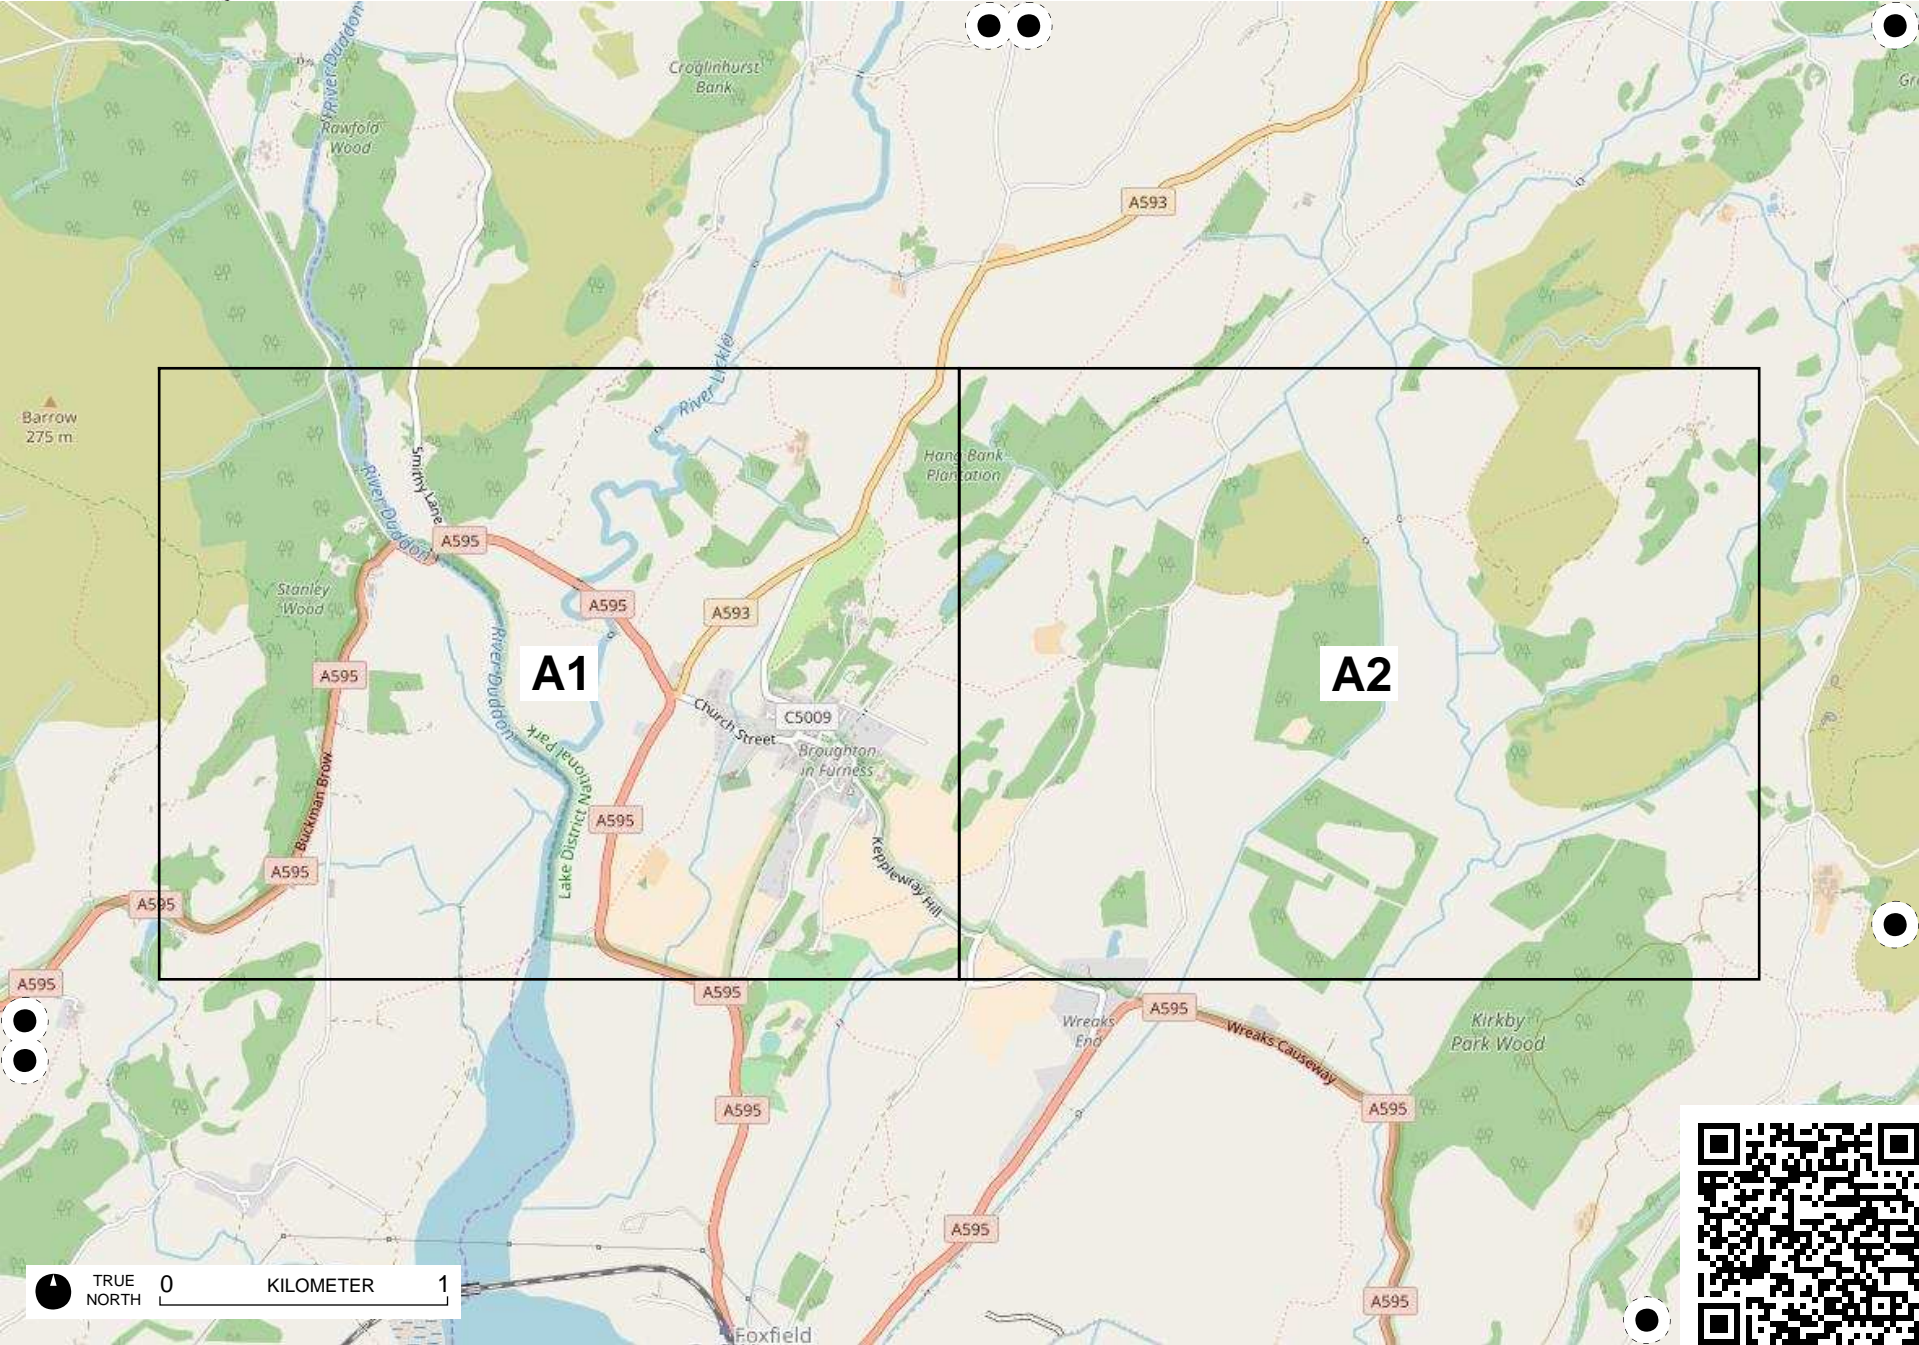 River Duddon
Croglinhurst
Bank
Gr
Rawfold
Wood
A593
River Lickle
Barrow
275 m
Hang Bank
Plantation
Smithy Lane
River Duddon
A595
Stanley
Wood
A595
A593
A595
River Duddon
A1
A2
Church Street
C5009
Broughton
in Furness
Lake District National Park
Buckman Brow
A595
A595
Kepplewray Hill
A595
A595
A595
A595
Wreaks
End
Wreaks Causeway
Kirkby
Park Wood
A595
A595
A595
A595
Foxfield
TRUE
NORTH
0 KILOMETER 1